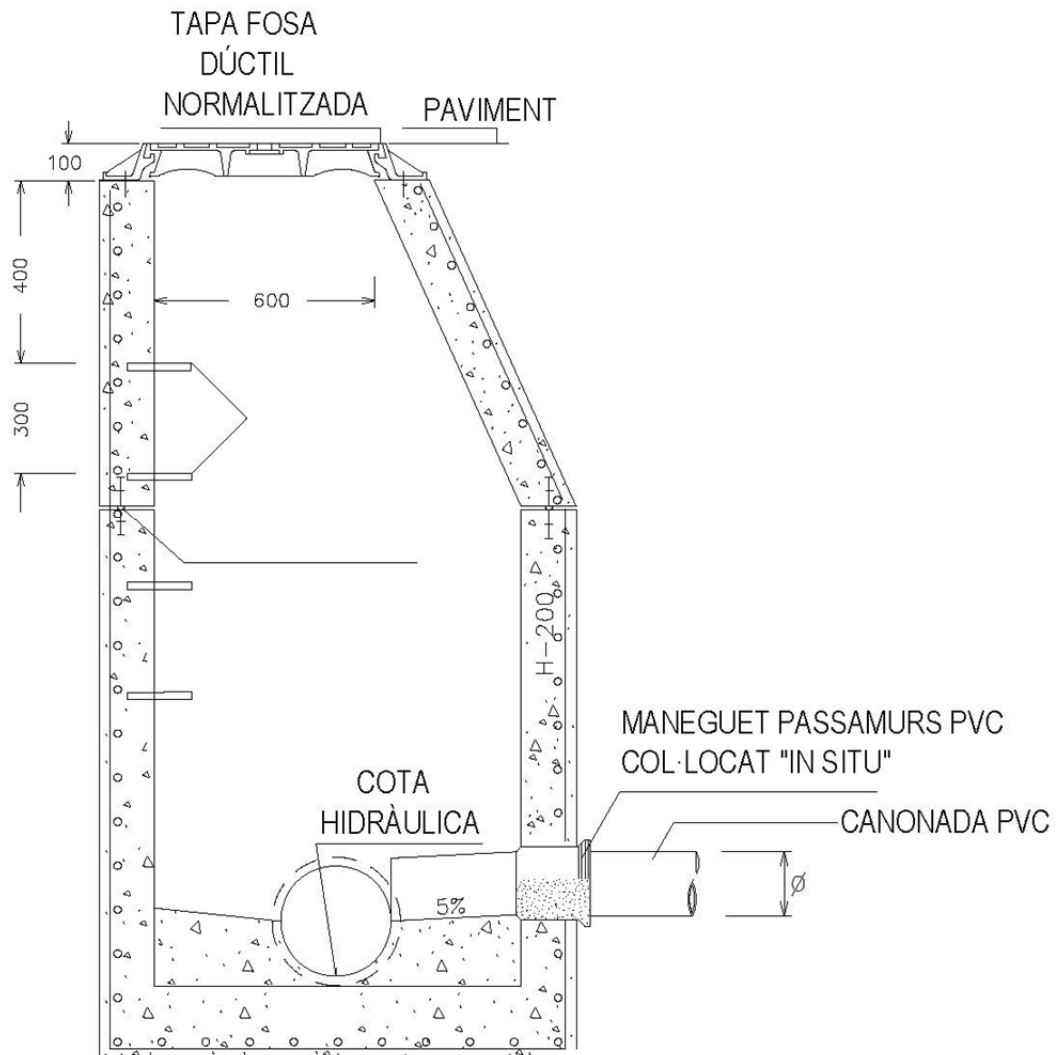 TAPA FOSA
DÚCTIL
NORMALITZADA
PAVIMENT
100
400
600
300
H-200
MANEGUET PASSAMURS PVC
COL·LOCAT "IN SITU"
COTA
HIDRÀULICA
CANONADA PVC
Ø
5%